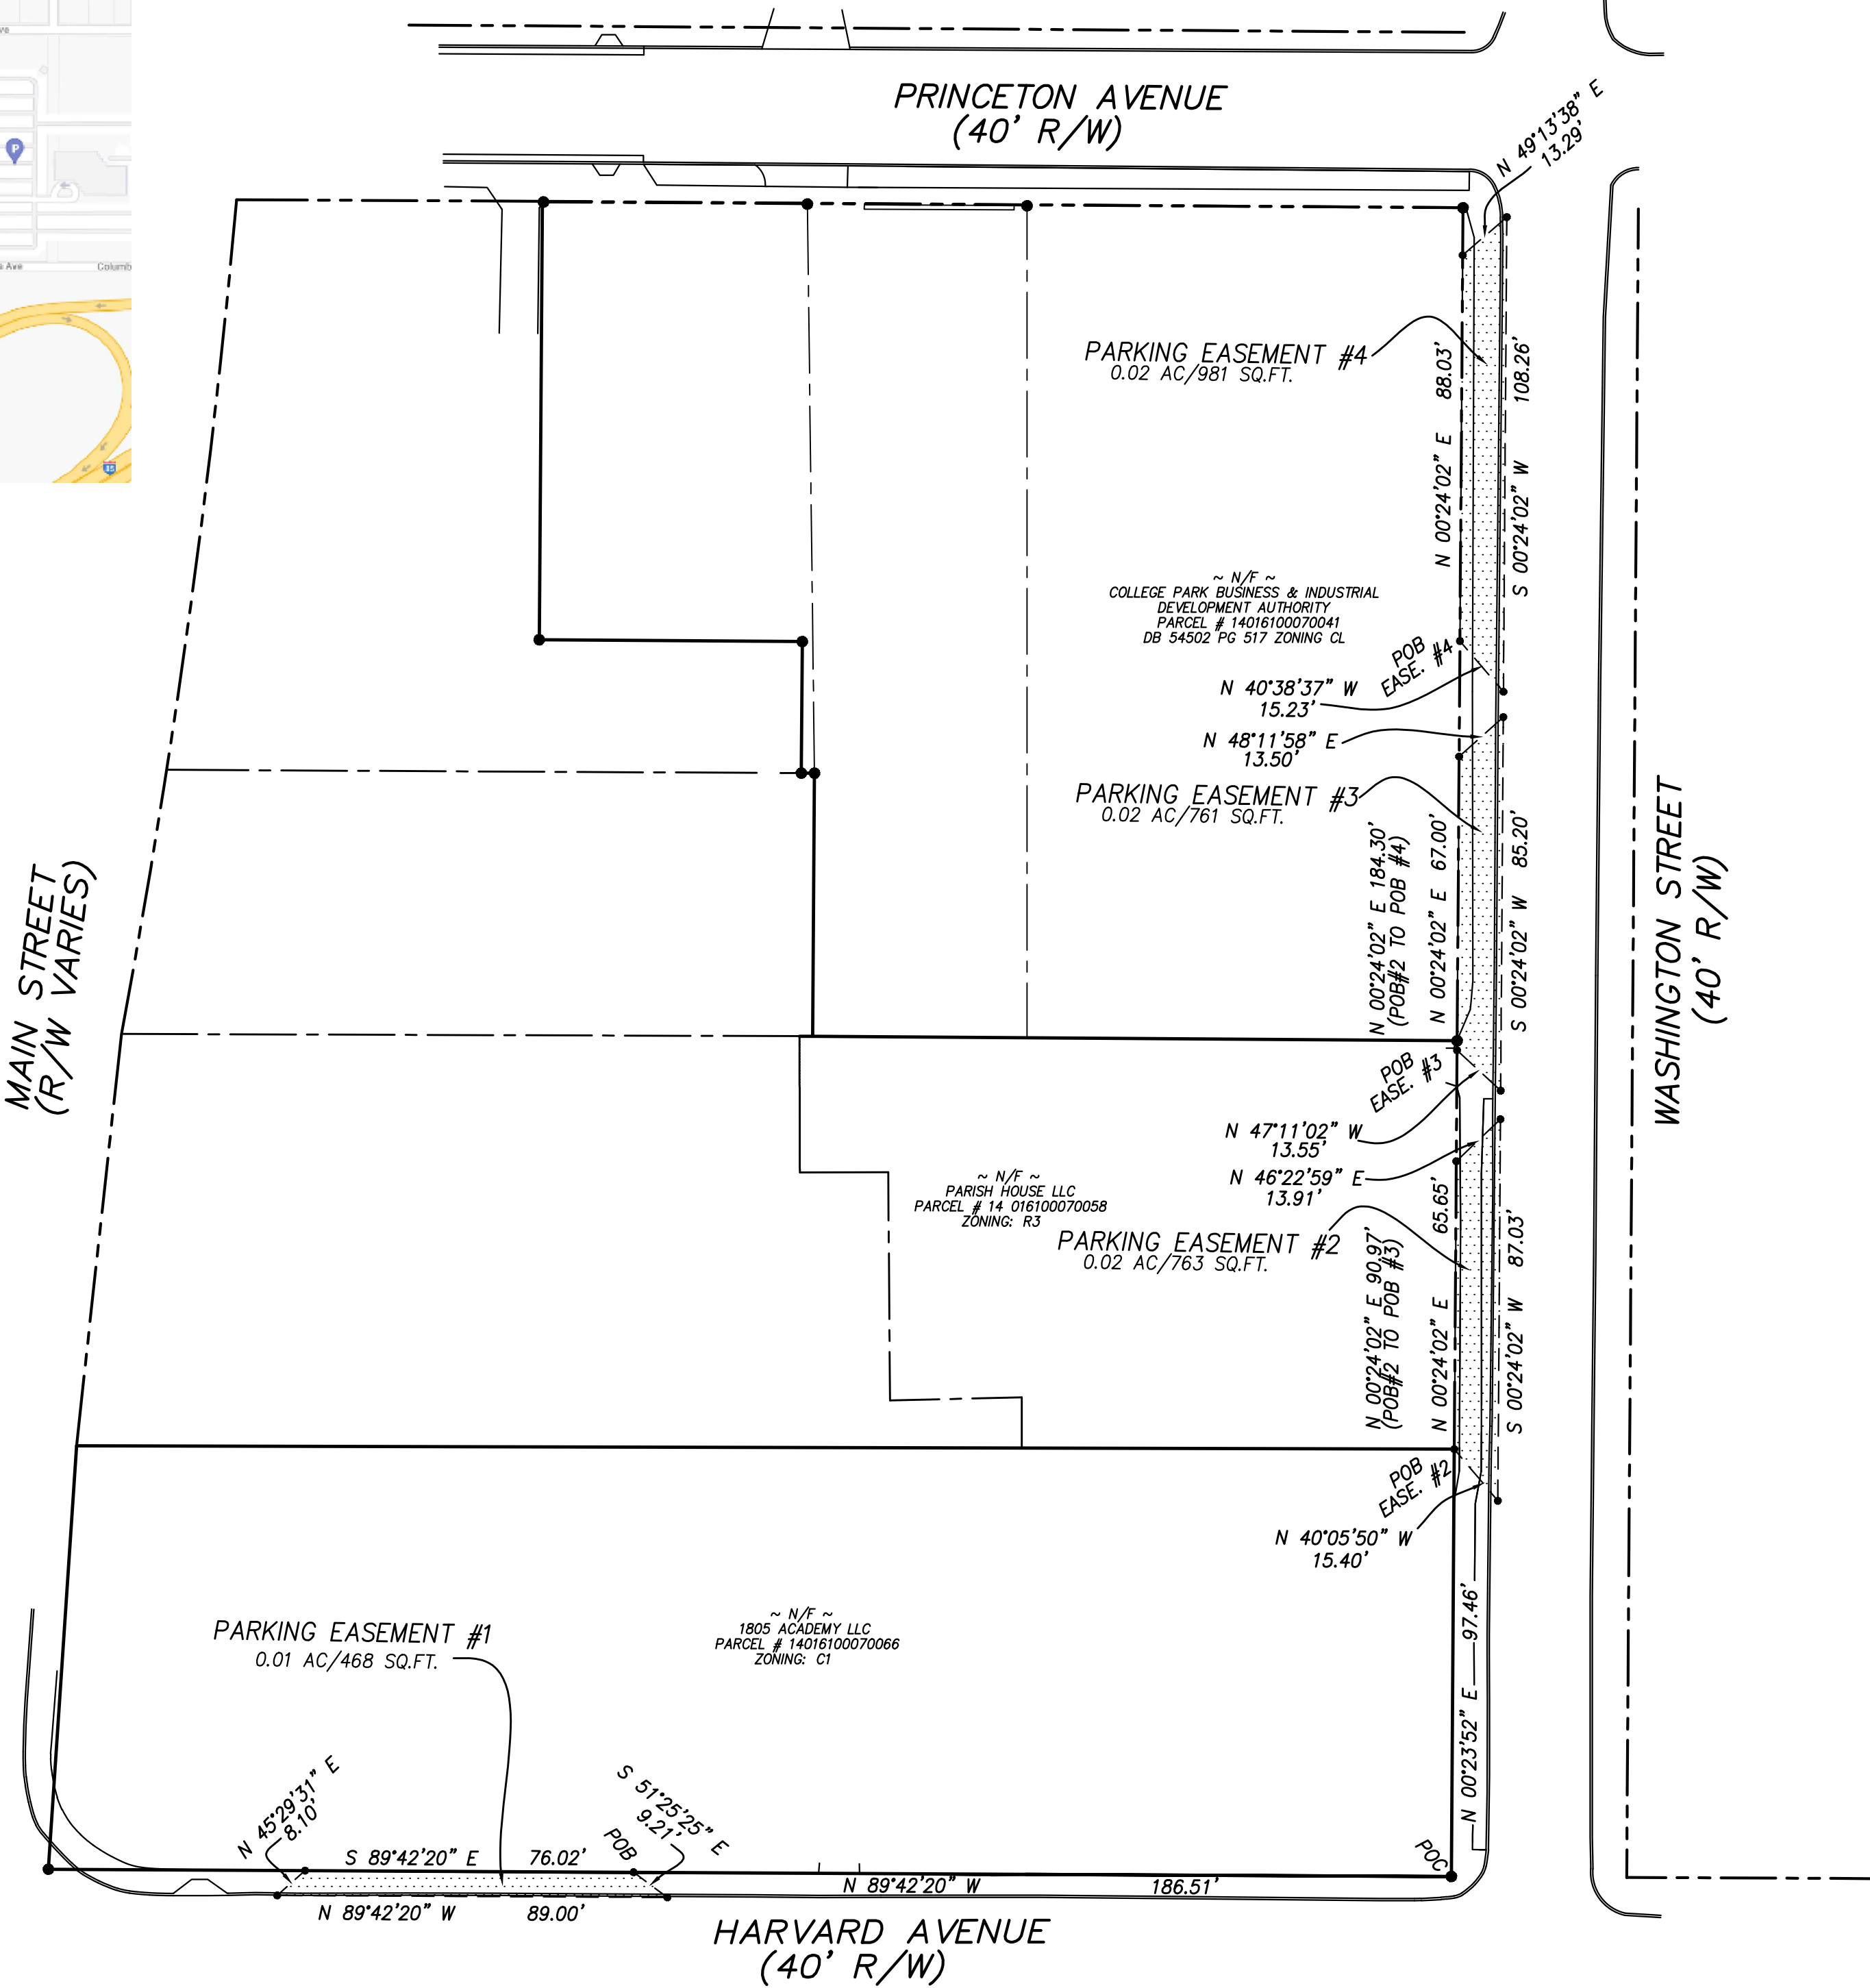 Ave
P
s Ave
Columb
15
PRINCETON AVENUE
(40' R/W)
N 49°13'38" E
13.29'
PARKING EASEMENT #4
0.02 AC/981 SQ.FT.
N 00°24'02" E 88.03'
S 00°24'02" W 108.26'
~ N/F ~
COLLEGE PARK BUSINESS & INDUSTRIAL
DEVELOPMENT AUTHORITY
PARCEL # 14016100070041
DB 54502 PG 517 ZONING CL
POB
EASE. #4
N 40°38'37" W
15.23'
N 48°11'58" E
13.50'
PARKING EASEMENT #3
0.02 AC/761 SQ.FT.
N 00°24'02" E 184.30'
(POB#2 TO POB #4)
N 00°24'02" E 67.00'
S 00°24'02" W 85.20'
WASHINGTON STREET
(40' R/W)
MAIN STREET
(R/W VARIES)
POB
EASE. #3
N 47°11'02" W
13.55'
N 46°22'59" E
13.91'
~ N/F ~
PARISH HOUSE LLC
PARCEL # 14 016100070058
ZONING: R3
PARKING EASEMENT #2
0.02 AC/763 SQ.FT.
N 00°24'02" E 90.97'
(POB#2 TO POB #3)
N 00°24'02" E 65.65'
S 00°24'02" W 87.03'
POB
EASE. #2
N 40°05'50" W
15.40'
N 00°23'52" E 97.46'
~ N/F ~
1805 ACADEMY LLC
PARCEL # 14016100070066
ZONING: C1
PARKING EASEMENT #1
0.01 AC/468 SQ.FT.
N 45°29'31" E
8.10'
S 89°42'20" E 76.02'
POB
S 51°25'25" E
9.21'
POC
N 89°42'20" W 186.51'
N 89°42'20" W 89.00'
HARVARD AVENUE
(40' R/W)